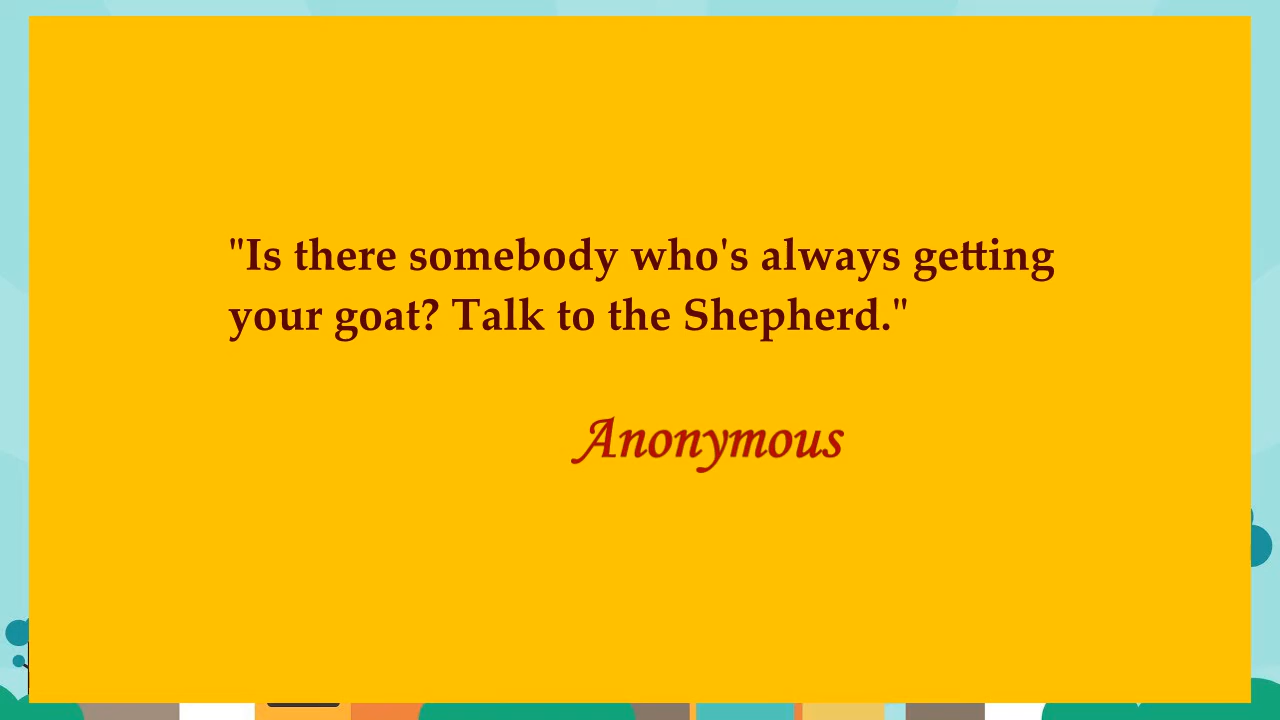 "Is there somebody who's always getting
your goat? Talk to the Shepherd."
Anonymous